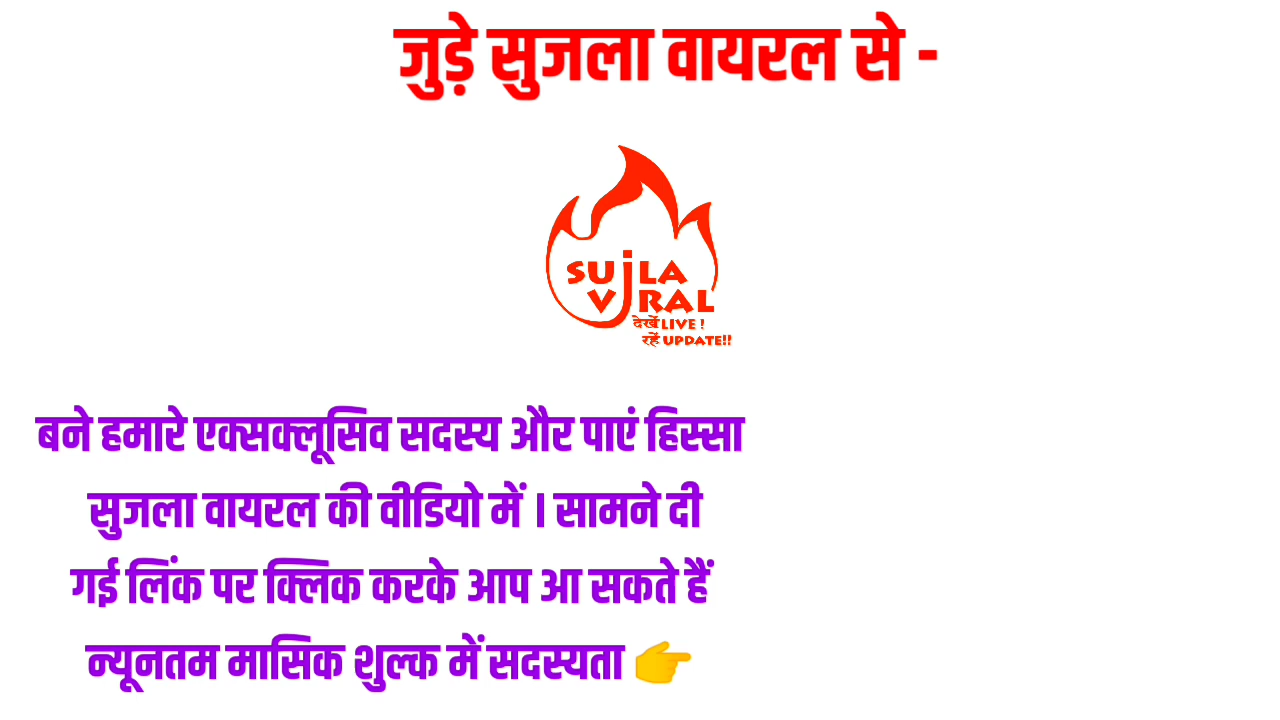 जुड़े सुजला वायरल से -
SUJLA
VIRAL
देखें LIVE !
रहें UPDATE!!
बने हमारे एक्सक्लूसिव सदस्य और पाएं हिस्सा
सुजला वायरल की वीडियो में । सामने दी
गई लिंक पर क्लिक करके आप आ सकते हैं
न्यूनतम मासिक शुल्क में सदस्यता 👉